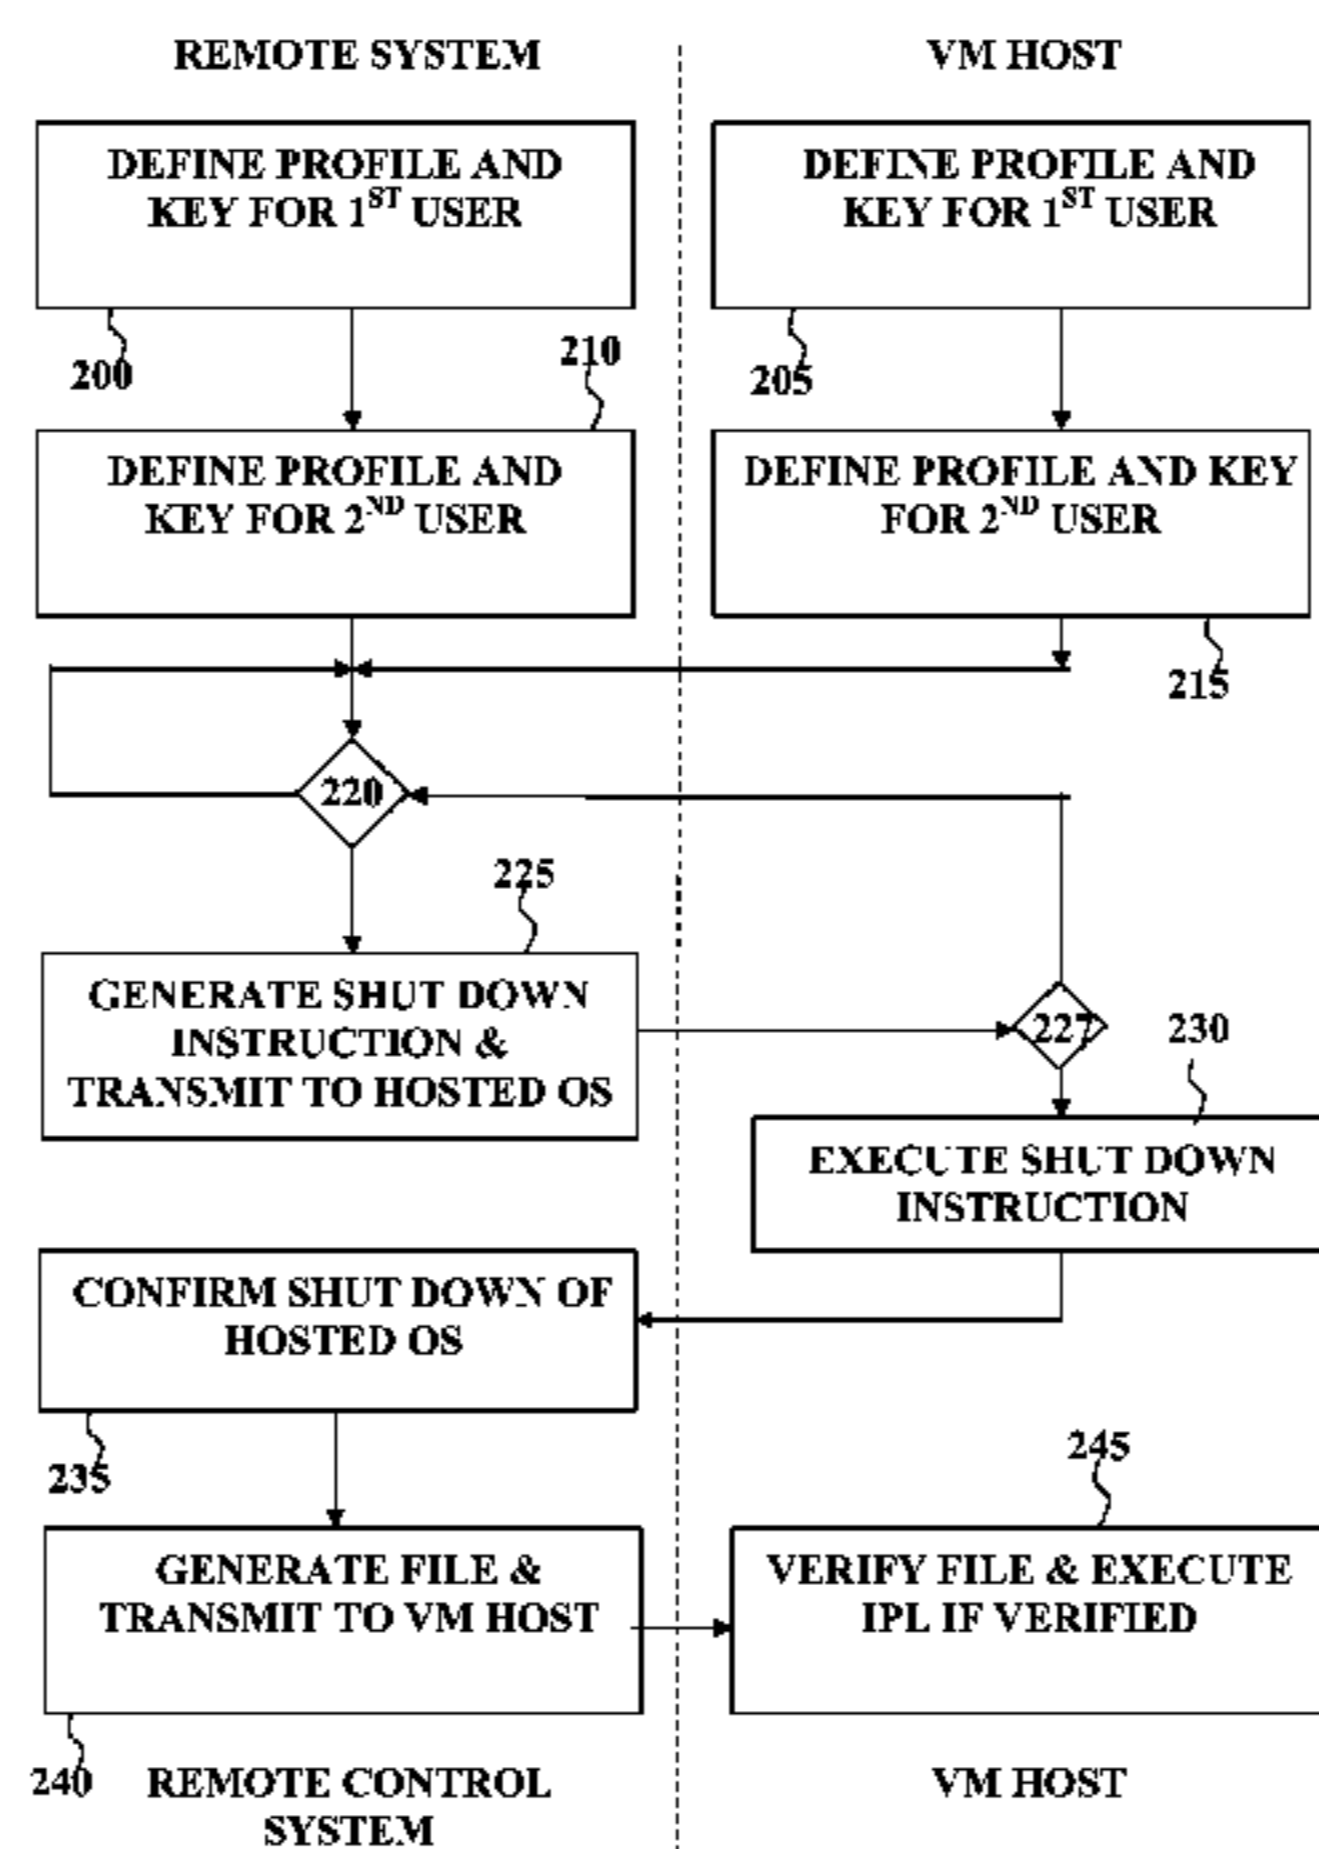 REMOTE SYSTEM
VM HOST
DEFINE PROFILE AND
KEY FOR 1ST USER
DEFINE PROFILE AND
KEY FOR 1ST USER
200
210
205
DEFINE PROFILE AND
KEY FOR 2ND USER
DEFINE PROFILE AND KEY
FOR 2ND USER
215
220
225
GENERATE SHUT DOWN
INSTRUCTION &
TRANSMIT TO HOSTED OS
227
230
EXECUTE SHUT DOWN
INSTRUCTION
CONFIRM SHUT DOWN OF
HOSTED OS
235
245
GENERATE FILE &
TRANSMIT TO VM HOST
VERIFY FILE & EXECUTE
IPL IF VERIFIED
240
REMOTE CONTROL
SYSTEM
VM HOST